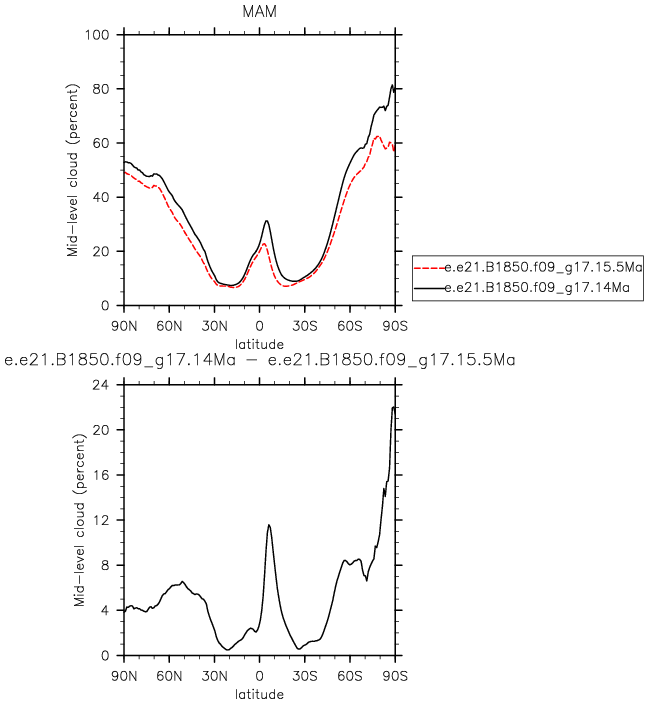 MAM
100
80
60
40
20
0
Mid-level cloud (percent)
90N 60N 30N 0 30S 60S 90S
latitude
e.e21.B1850.f09_g17.15.5Ma
e.e21.B1850.f09_g17.14Ma
e.e21.B1850.f09_g17.14Ma - e.e21.B1850.f09_g17.15.5Ma
24
20
16
12
8
4
0
Mid-level cloud (percent)
90N 60N 30N 0 30S 60S 90S
latitude